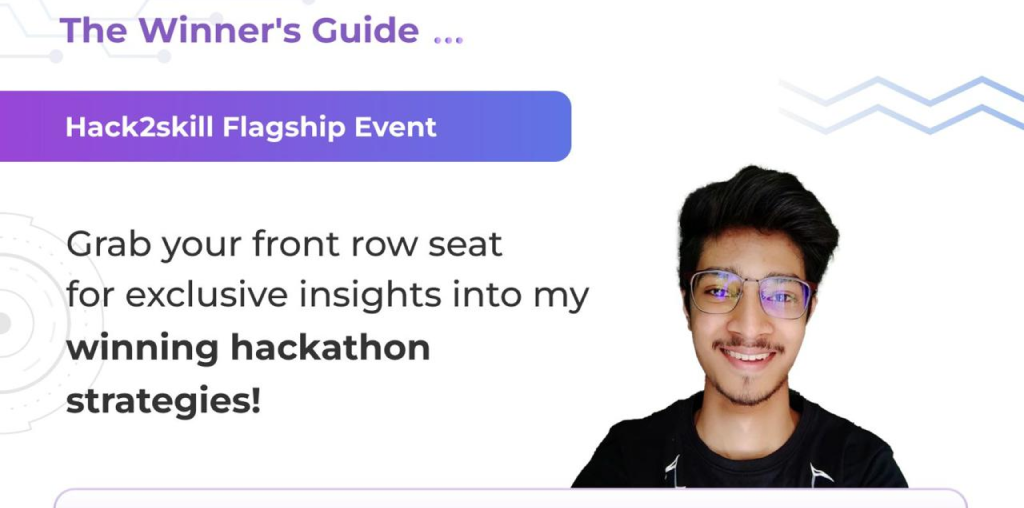 The Winner's Guide ...
Hack2skill Flagship Event
Grab your front row seat
for exclusive insights into my
winning hackathon
strategies!